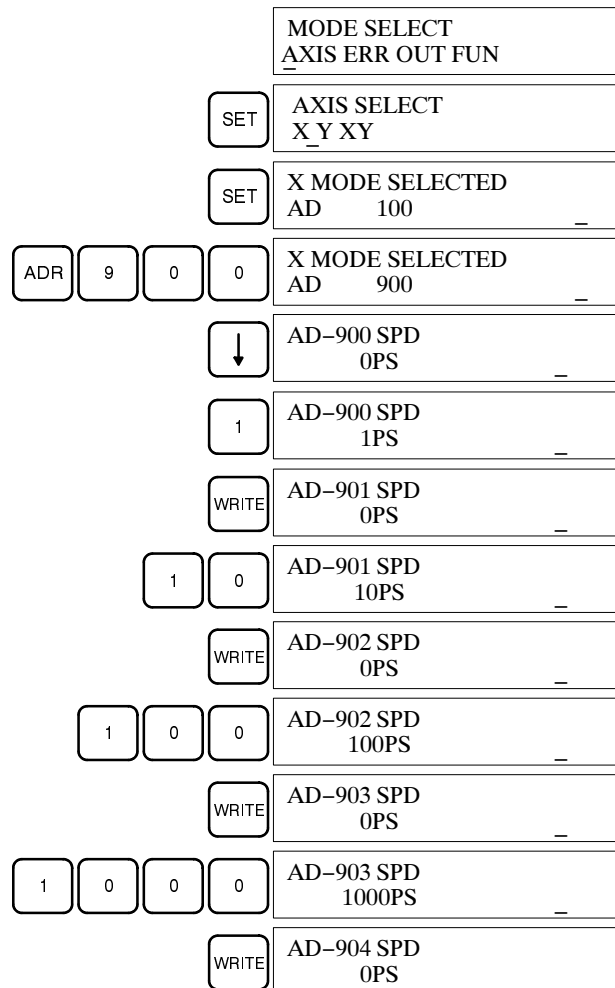 MODE SELECT
AXIS ERR OUT FUN
SET
AXIS SELECT
X_Y XY
SET
X MODE SELECTED
AD 100 _
ADR 9 0 0
X MODE SELECTED
AD 900 _
↓
AD−900 SPD
0PS _
1
AD−900 SPD
1PS _
WRITE
AD−901 SPD
0PS _
1 0
AD−901 SPD
10PS _
WRITE
AD−902 SPD
0PS _
1 0 0
AD−902 SPD
100PS _
WRITE
AD−903 SPD
0PS _
1 0 0 0
AD−903 SPD
1000PS _
WRITE
AD−904 SPD
0PS